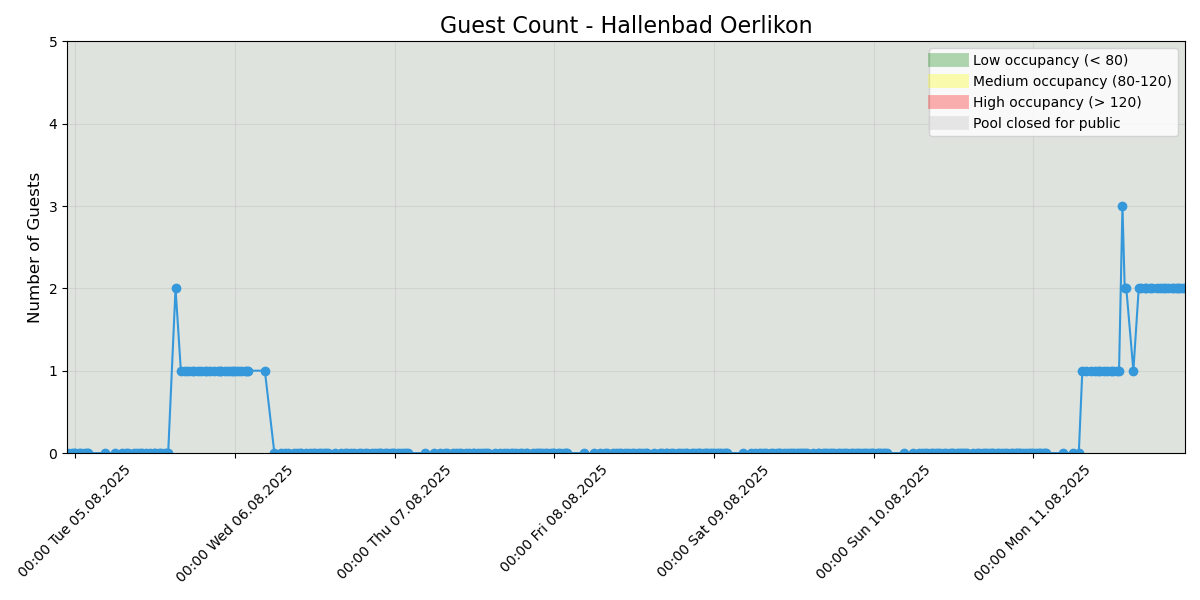 Guest Count - Hallenbad Oerlikon
Low occupancy (< 80)
Medium occupancy (80-120)
High occupancy (> 120)
Pool closed for public
Number of Guests
5
4
3
2
1
0
00:00 Tue 05.08.2025
00:00 Wed 06.08.2025
00:00 Thu 07.08.2025
00:00 Fri 08.08.2025
00:00 Sat 09.08.2025
00:00 Sun 10.08.2025
00:00 Mon 11.08.2025